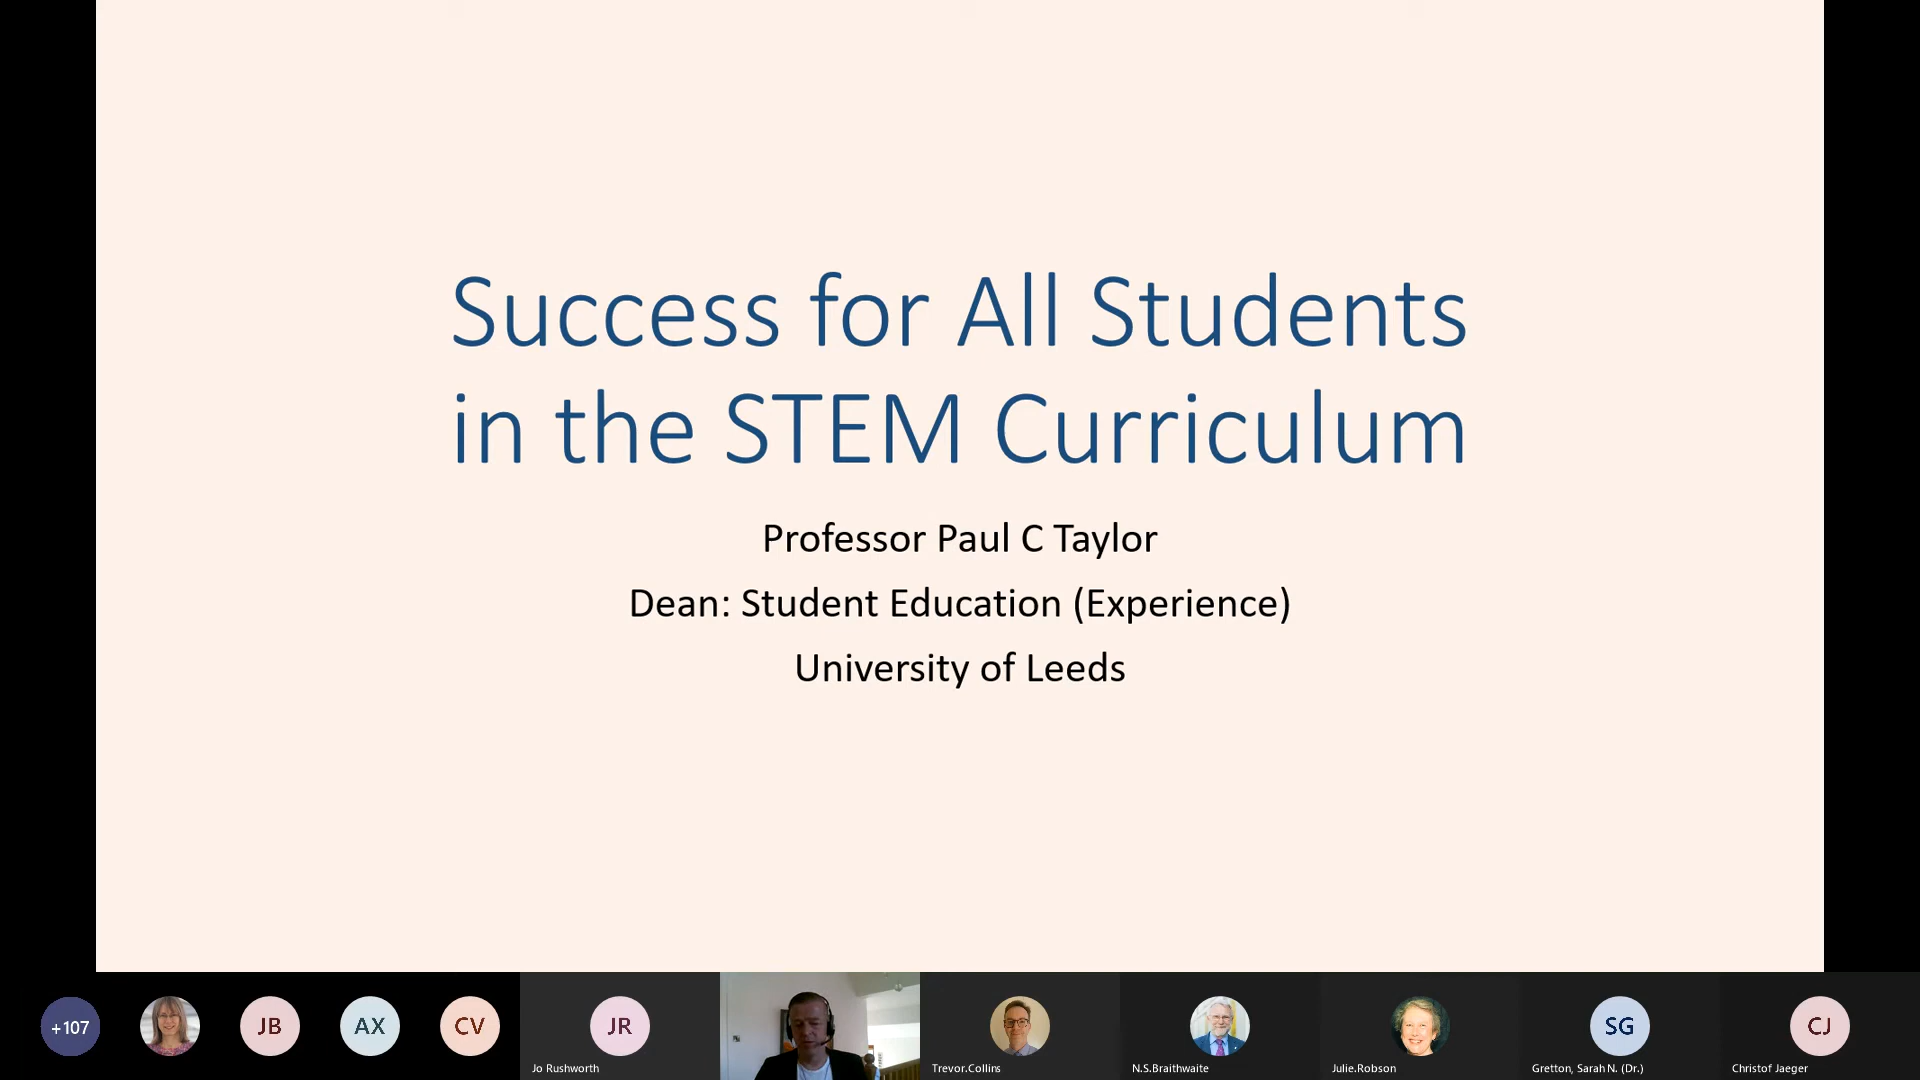 Success for All Students
in the STEM Curriculum
Professor Paul C Taylor
Dean: Student Education (Experience)
University of Leeds
+107
JB
AX
CV
JR
SG
CJ
Jo Rushworth
Trevor.Collins
N.S.Braithwaite
Julie.Robson
Gretton, Sarah N. (Dr.)
Christof Jaeger